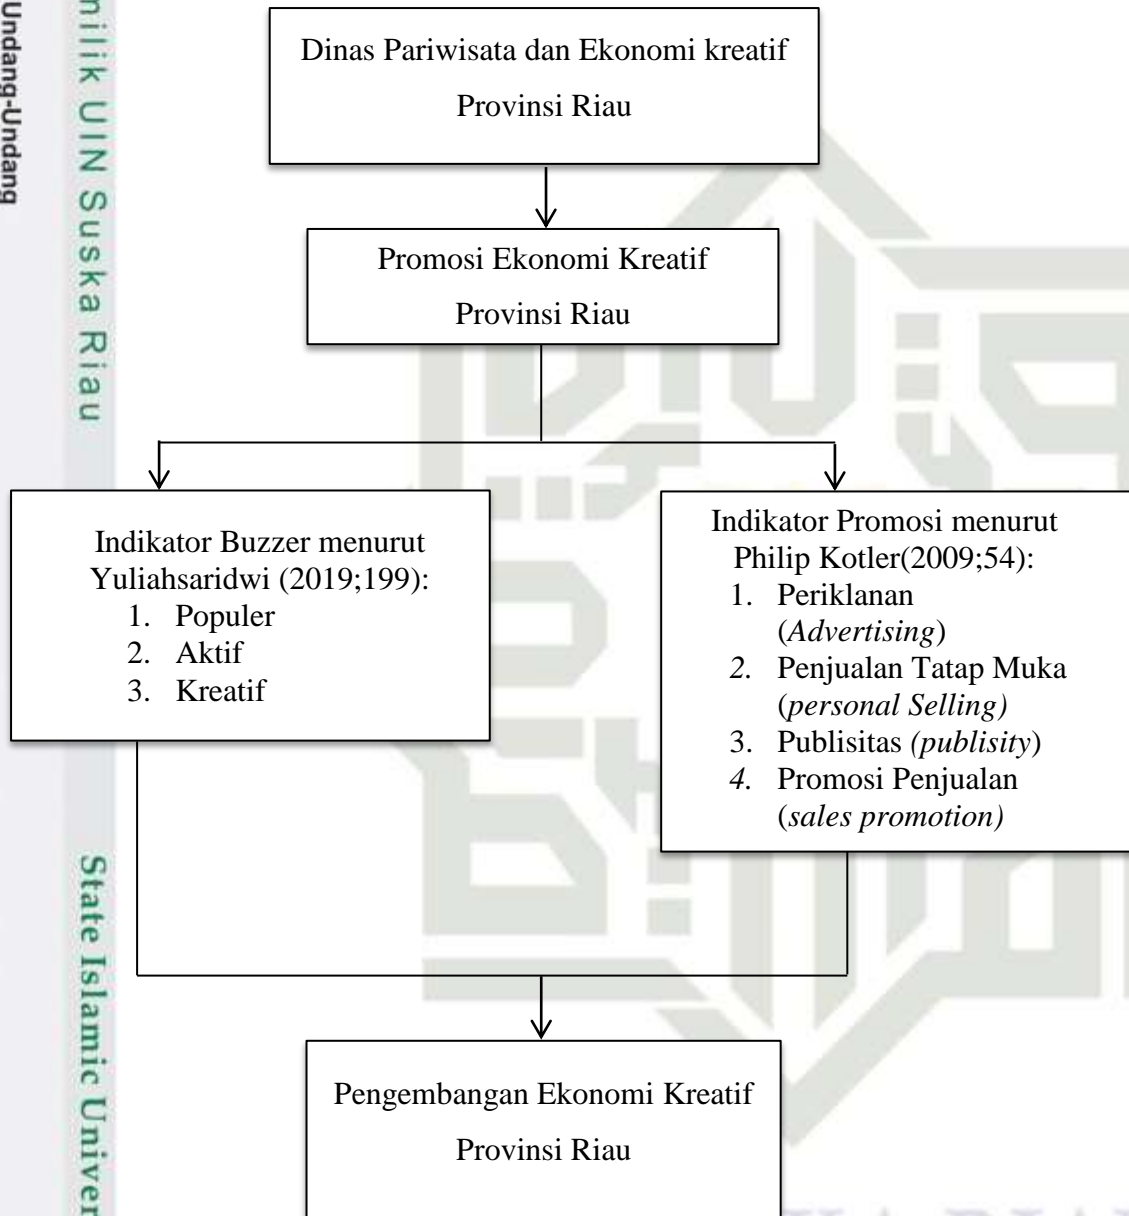 Undang-Undang
milik UIN Suska Riau
State Islamic Univer
Dinas Pariwisata dan Ekonomi kreatif
Provinsi Riau
Promosi Ekonomi Kreatif
Provinsi Riau
Indikator Buzzer menurut
Yuliahsaridwi (2019;199):
1. Populer
2. Aktif
3. Kreatif
Indikator Promosi menurut
Philip Kotler(2009;54):
1. Periklanan
(Advertising)
2. Penjualan Tatap Muka
(personal Selling)
3. Publisitas (publisity)
4. Promosi Penjualan
(sales promotion)
Pengembangan Ekonomi Kreatif
Provinsi Riau